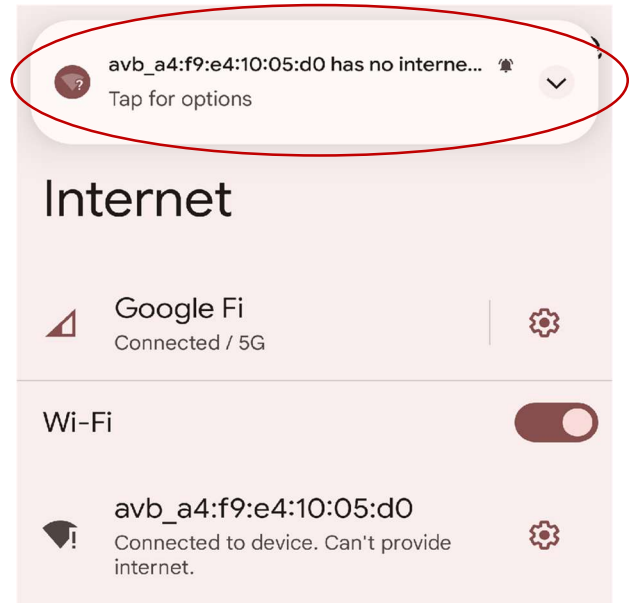 avb_a4:f9:e4:10:05:d0 has no interne...
Tap for options
Internet
Google Fi
Connected / 5G
Wi-Fi
avb_a4:f9:e4:10:05:d0
Connected to device. Can't provide
internet.